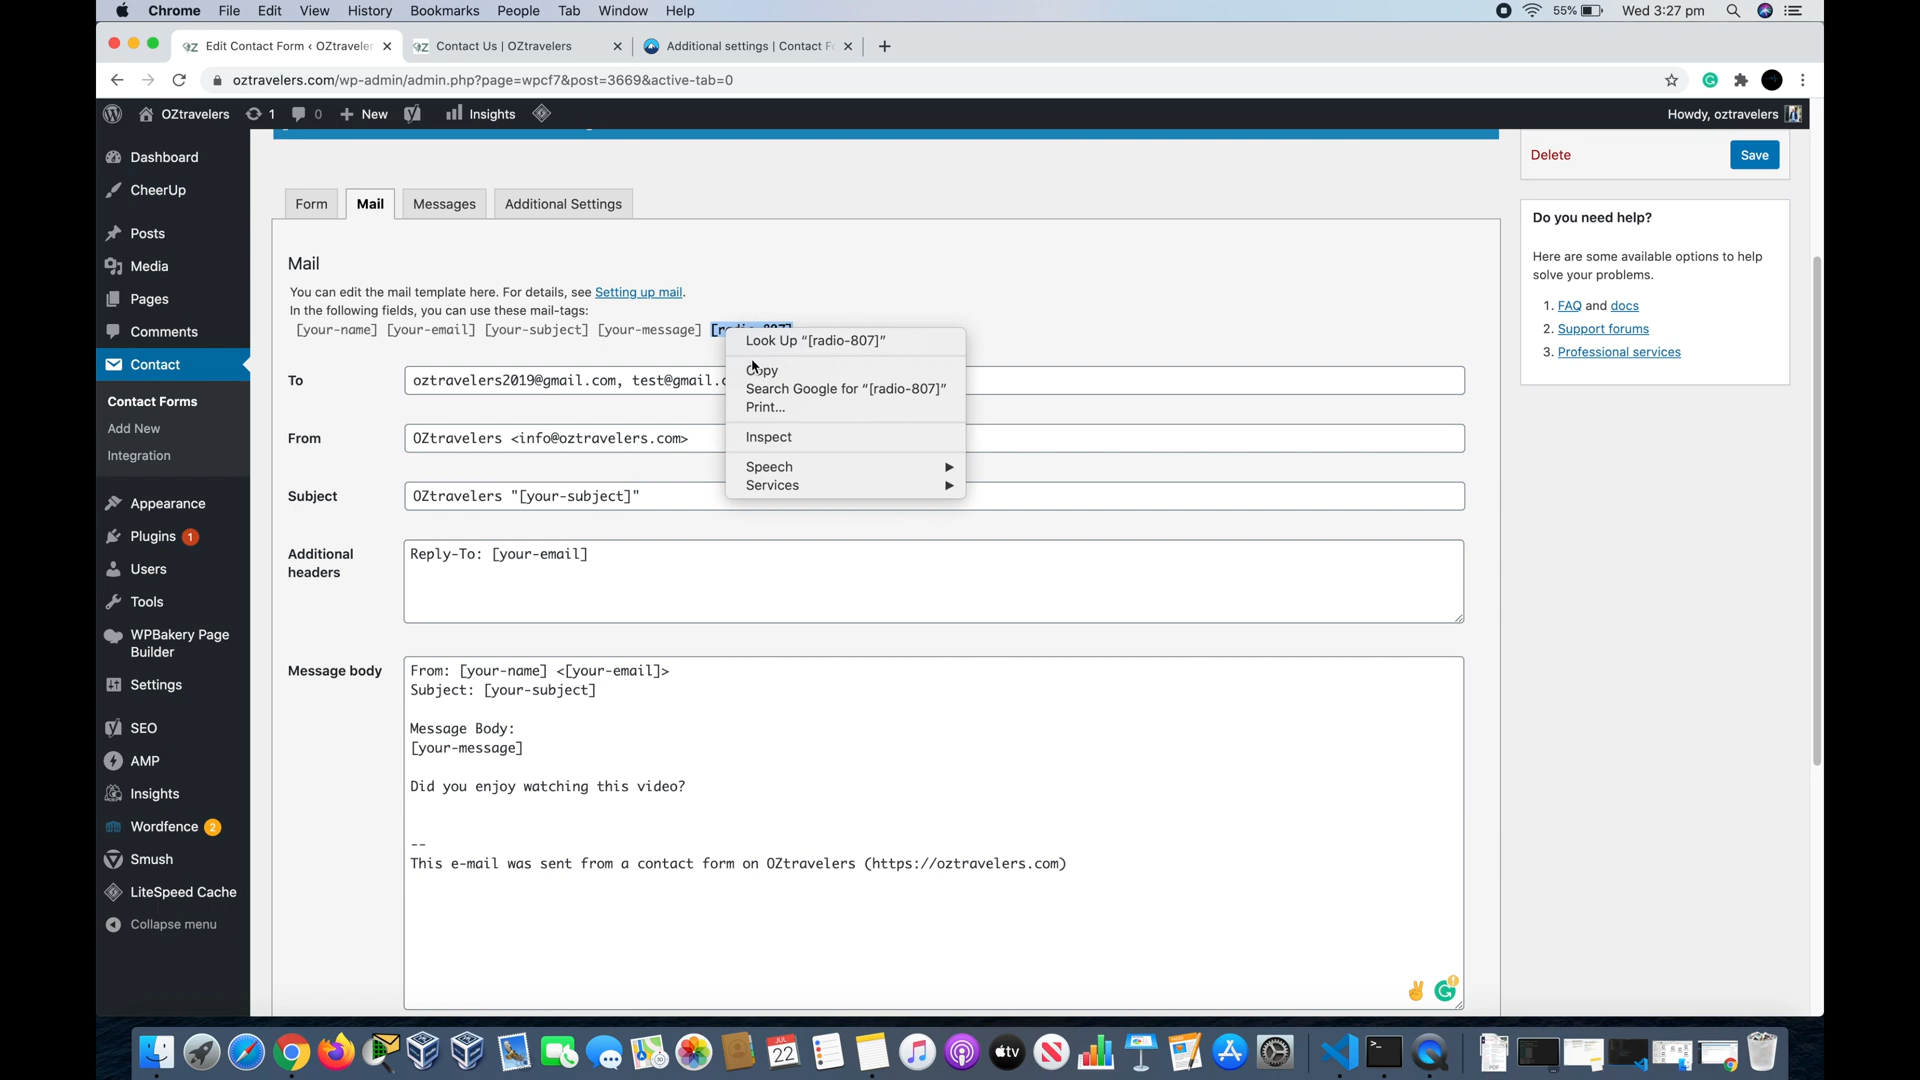 Chrome File Edit View History Bookmarks People Tab Window Help 55% Wed 3:27 pm
Edit Contact Form ‹ OZtraveler Contact Us | OZtravelers Additional settings | Contact Fo
oztravelers.com/wp-admin/admin.php?page=wpcf7&post=3669&active-tab=0
OZtravelers 1 0 New Insights Howdy, oztravelers
Dashboard
CheerUp
Posts
Media
Pages
Comments
Contact
Contact Forms
Add New
Integration
Appearance
Plugins 1
Users
Tools
WPBakery Page
Builder
Settings
SEO
AMP
Insights
Wordfence 2
Smush
LiteSpeed Cache
Collapse menu
Form Mail Messages Additional Settings
Mail
You can edit the mail template here. For details, see Setting up mail.
In the following fields, you can use these mail-tags:
[your-name] [your-email] [your-subject] [your-message] [radio-807]
To oztravelers2019@gmail.com, test@gmail.c
From OZtravelers <info@oztravelers.com>
Subject OZtravelers "[your-subject]"
Additional
headers
Reply-To: [your-email]
Message body
From: [your-name] <[your-email]>
Subject: [your-subject]
Message Body:
[your-message]
Did you enjoy watching this video?
--
This e-mail was sent from a contact form on OZtravelers (https://oztravelers.com)
Look Up “[radio-807]”
Copy
Search Google for “[radio-807]”
Print...
Inspect
Speech
Services
Delete Save
Do you need help?
Here are some available options to help
solve your problems.
1. FAQ and docs
2. Support forums
3. Professional services
JUL
22
tv